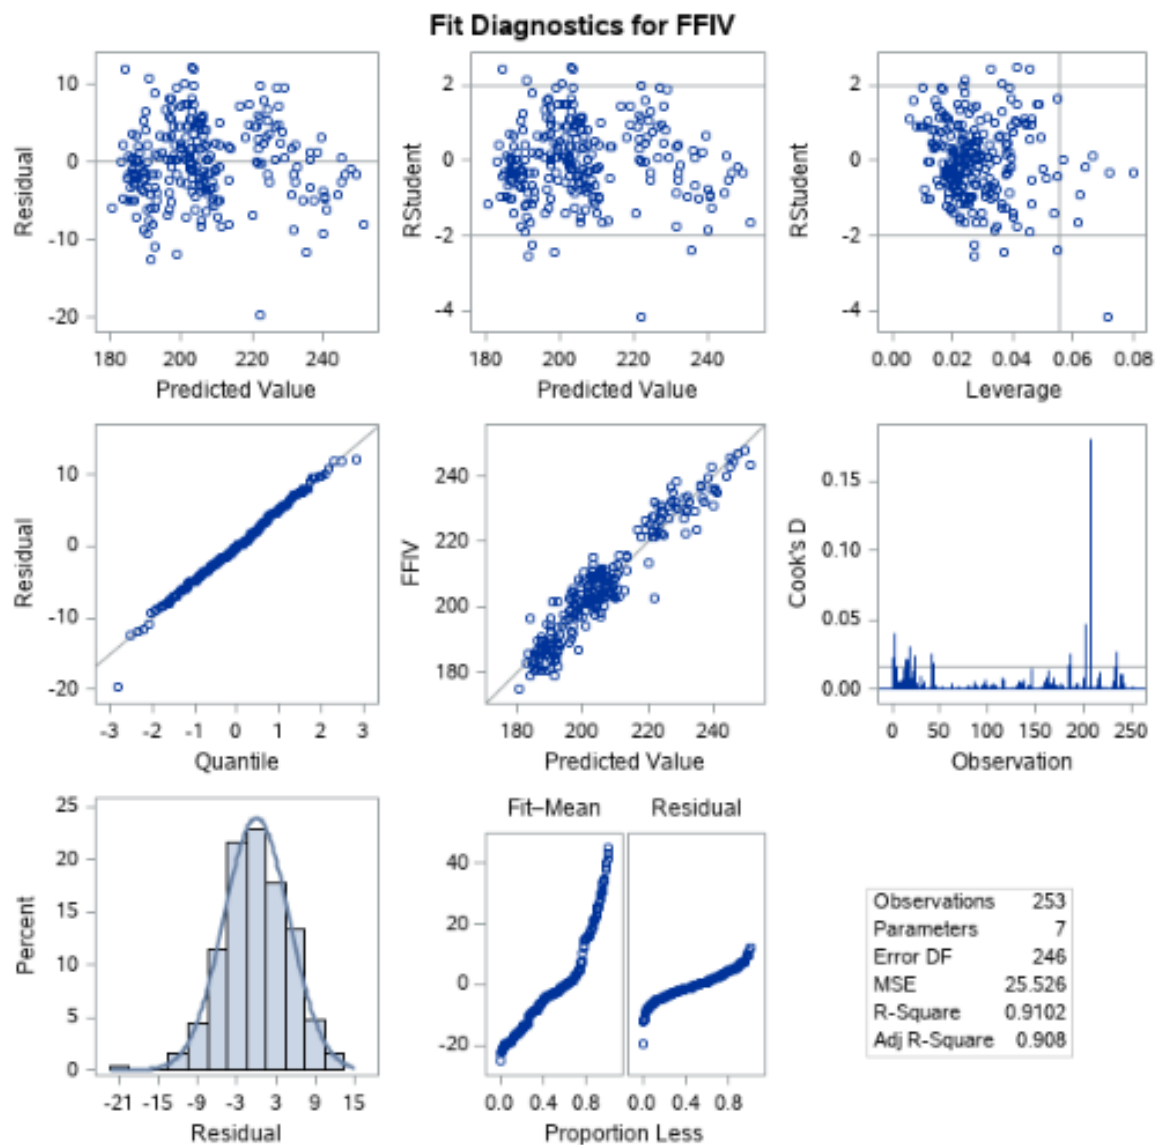 Fit Diagnostics for FFIV
10
0
-10
-20
Residual
180 200 220 240
Predicted Value
2
0
-2
-4
RStudent
180 200 220 240
Predicted Value
2
0
-2
-4
RStudent
0.00 0.02 0.04 0.06 0.08
Leverage
10
0
-10
-20
Residual
-3 -2 -1 0 1 2 3
Quantile
240
220
200
180
FFIV
180 200 220 240
Predicted Value
0.15
0.10
0.05
0.00
Cook's D
0 50 100 150 200 250
Observation
25
20
15
10
5
0
Percent
-21 -15 -9 -3 3 9 15
Residual
Fit–Mean Residual
40
20
0
-20
0.0 0.4 0.8 0.0 0.4 0.8
Proportion Less
Observations 253
Parameters 7
Error DF 246
MSE 25.526
R-Square 0.9102
Adj R-Square 0.908